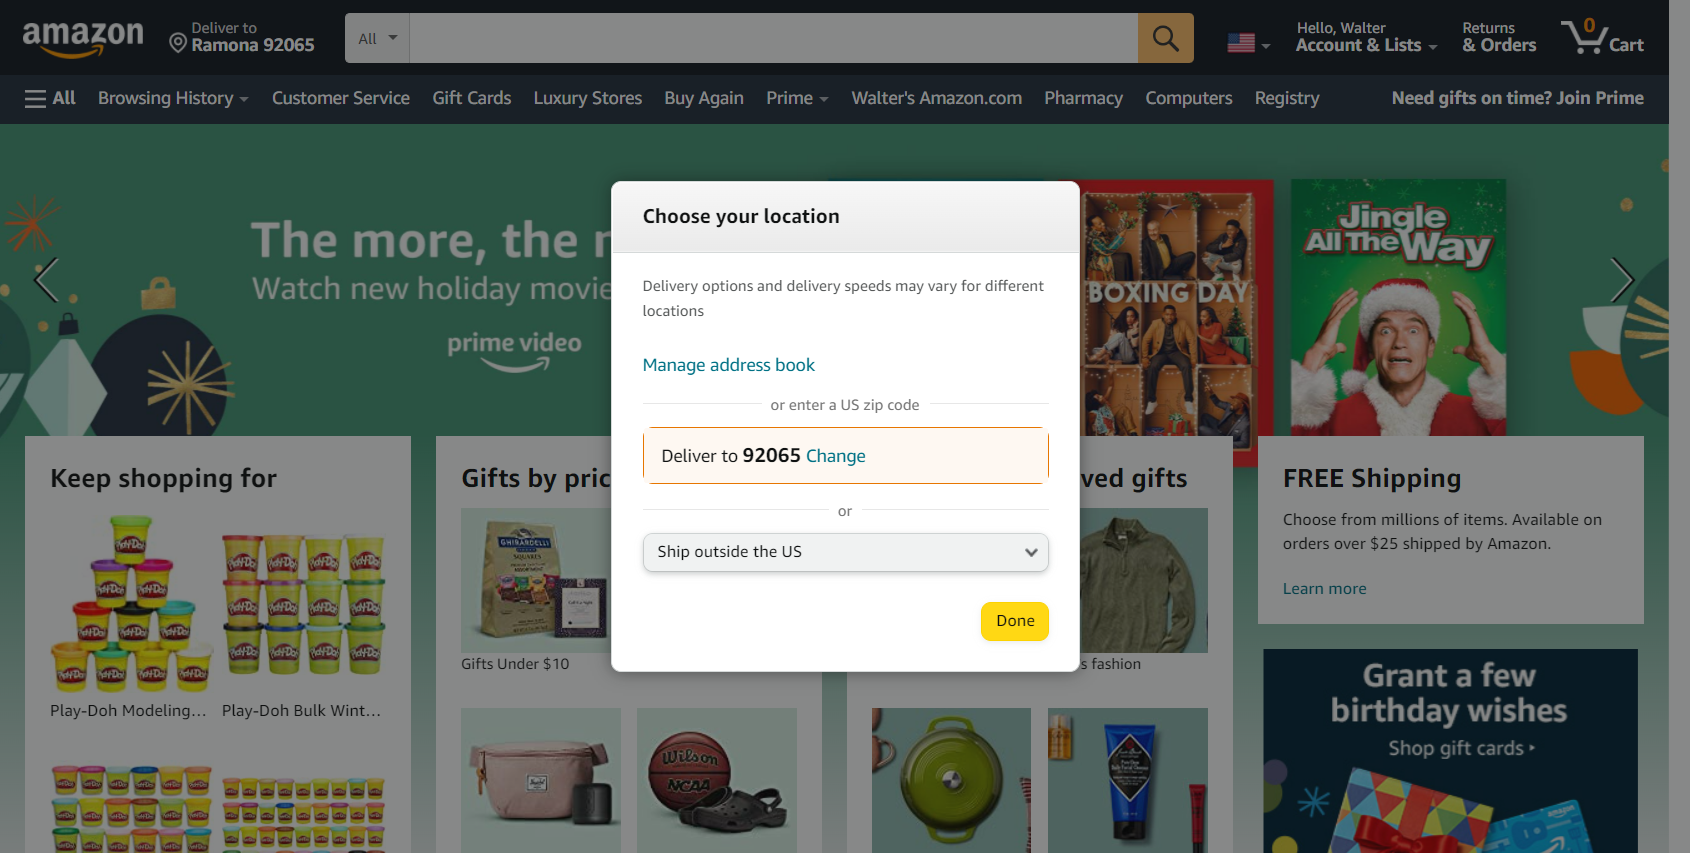 amazon
Deliver to
Ramona 92065
All
Hello, Walter
Account & Lists
Returns
& Orders
0
Cart
All
Browsing History
Customer Service
Gift Cards
Luxury Stores
Buy Again
Prime
Walter's Amazon.com
Pharmacy
Computers
Registry
Need gifts on time? Join Prime
The more, the
Watch new holiday movie
prime video
BOXING DAY
Jingle
All The Way
Choose your location
Delivery options and delivery speeds may vary for different
locations
Manage address book
or enter a US zip code
Deliver to 92065 Change
or
Ship outside the US
Done
Keep shopping for
Play-Doh Modeling...
Play-Doh Bulk Wint...
Gifts by pric
GHIRARDELLI
SQUARES
Gifts Under $10
Wilson
NCAA
ved gifts
s fashion
FREE Shipping
Choose from millions of items. Available on
orders over $25 shipped by Amazon.
Learn more
Grant a few
birthday wishes
Shop gift cards